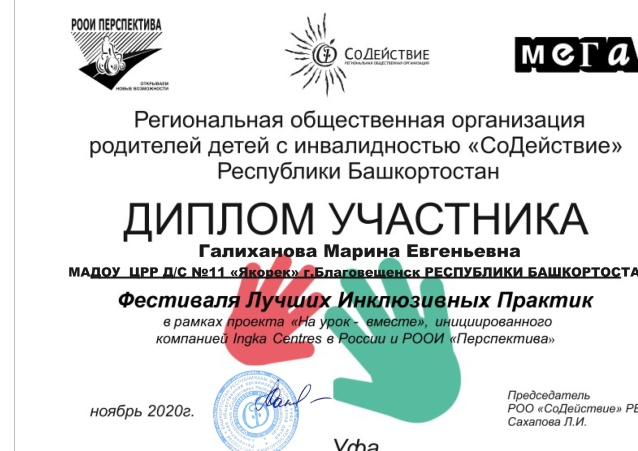 РООИ ПЕРСПЕКТИВА
ОТКРЫВАЕМ
НОВЫЕ ВОЗМОЖНОСТИ
СоДействие
РЕГИОНАЛЬНАЯ ОБЩЕСТВЕННАЯ ОРГАНИЗАЦИЯ
мега
Региональная общественная организация
родителей детей с инвалидностью «СоДействие»
Республики Башкортостан
ДИПЛОМ УЧАСТНИКА
Галиханова Марина Евгеньевна
МАДОУ ЦРР Д/С №11 «Якорек» г.Благовещенск РЕСПУБЛИКИ БАШКОРТОСТА
Фестиваля Лучших Инклюзивных Практик
в рамках проекта «На урок - вместе», инициированного
компанией Ingka Centres в России и РООИ «Перспектива»
ноябрь 2020г.
Председатель
РОО «СоДействие» РБ
Сахапова Л.И.
Уфа